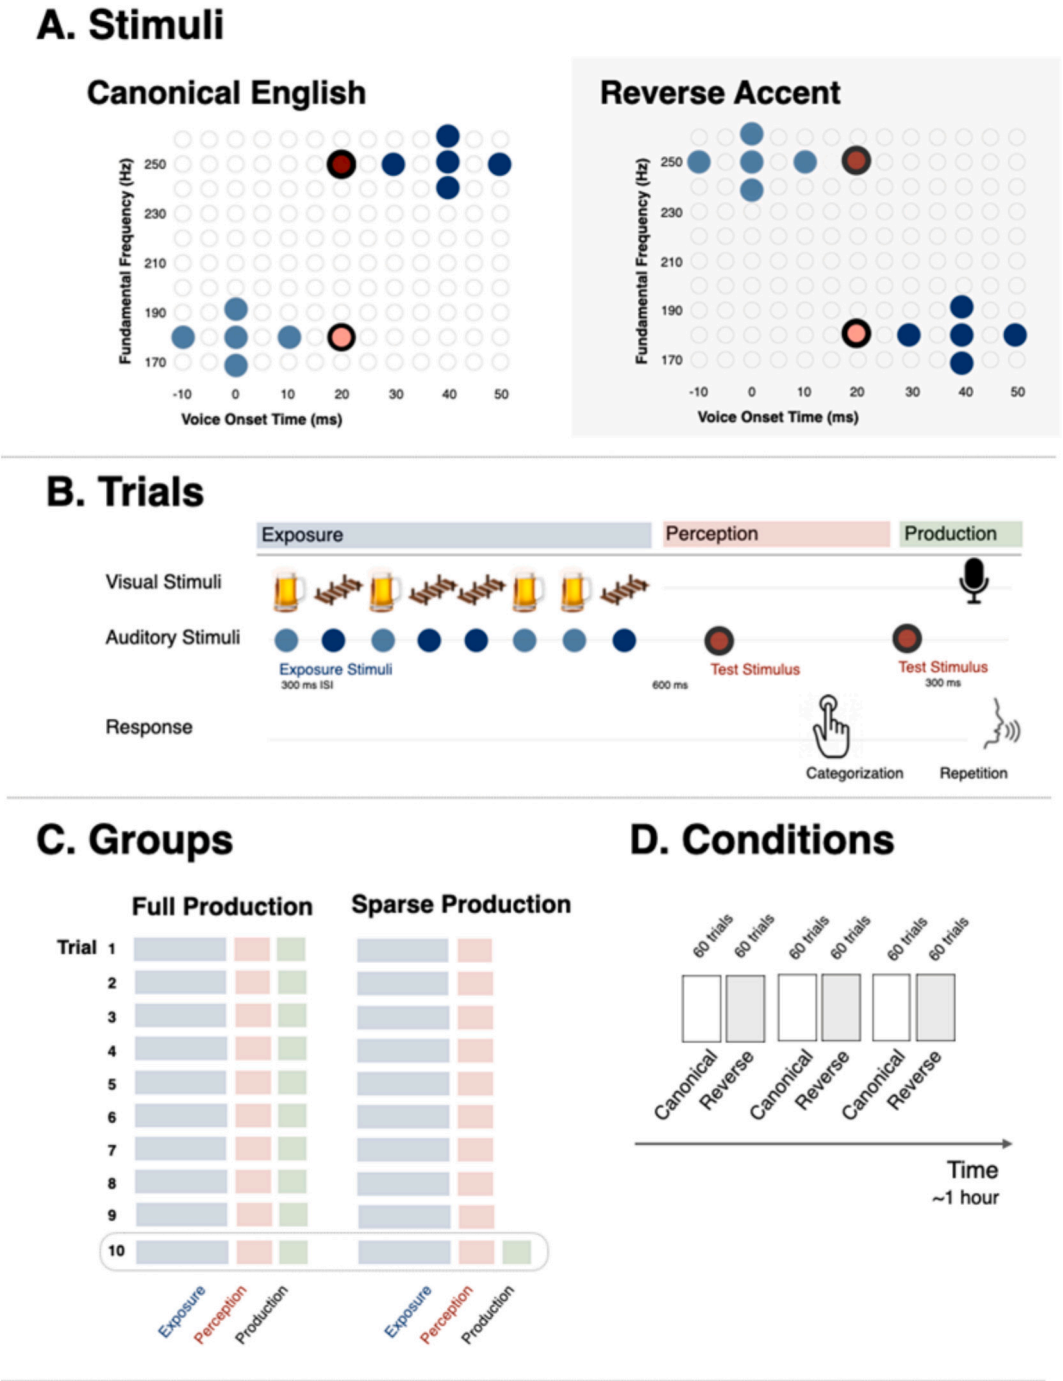 A. Stimuli
Canonical English
Reverse Accent
Fundamental Frequency (Hz)
250
230
210
190
170
-10 0 10 20 30 40 50
Voice Onset Time (ms)
Fundamental Frequency (Hz)
250
230
210
190
170
-10 0 10 20 30 40 50
Voice Onset Time (ms)
B. Trials
Exposure Perception Production
Visual Stimuli
Auditory Stimuli
Exposure Stimuli
300 ms ISI
600 ms
Test Stimulus
Test Stimulus
300 ms
Response
Categorization
Repetition
C. Groups
Full Production
Sparse Production
Trial 1
2
3
4
5
6
7
8
9
10
Exposure
Perception
Production
Exposure
Perception
Production
D. Conditions
60 trials
60 trials
60 trials
60 trials
60 trials
60 trials
Canonical
Reverse
Canonical
Reverse
Canonical
Reverse
Time
~1 hour